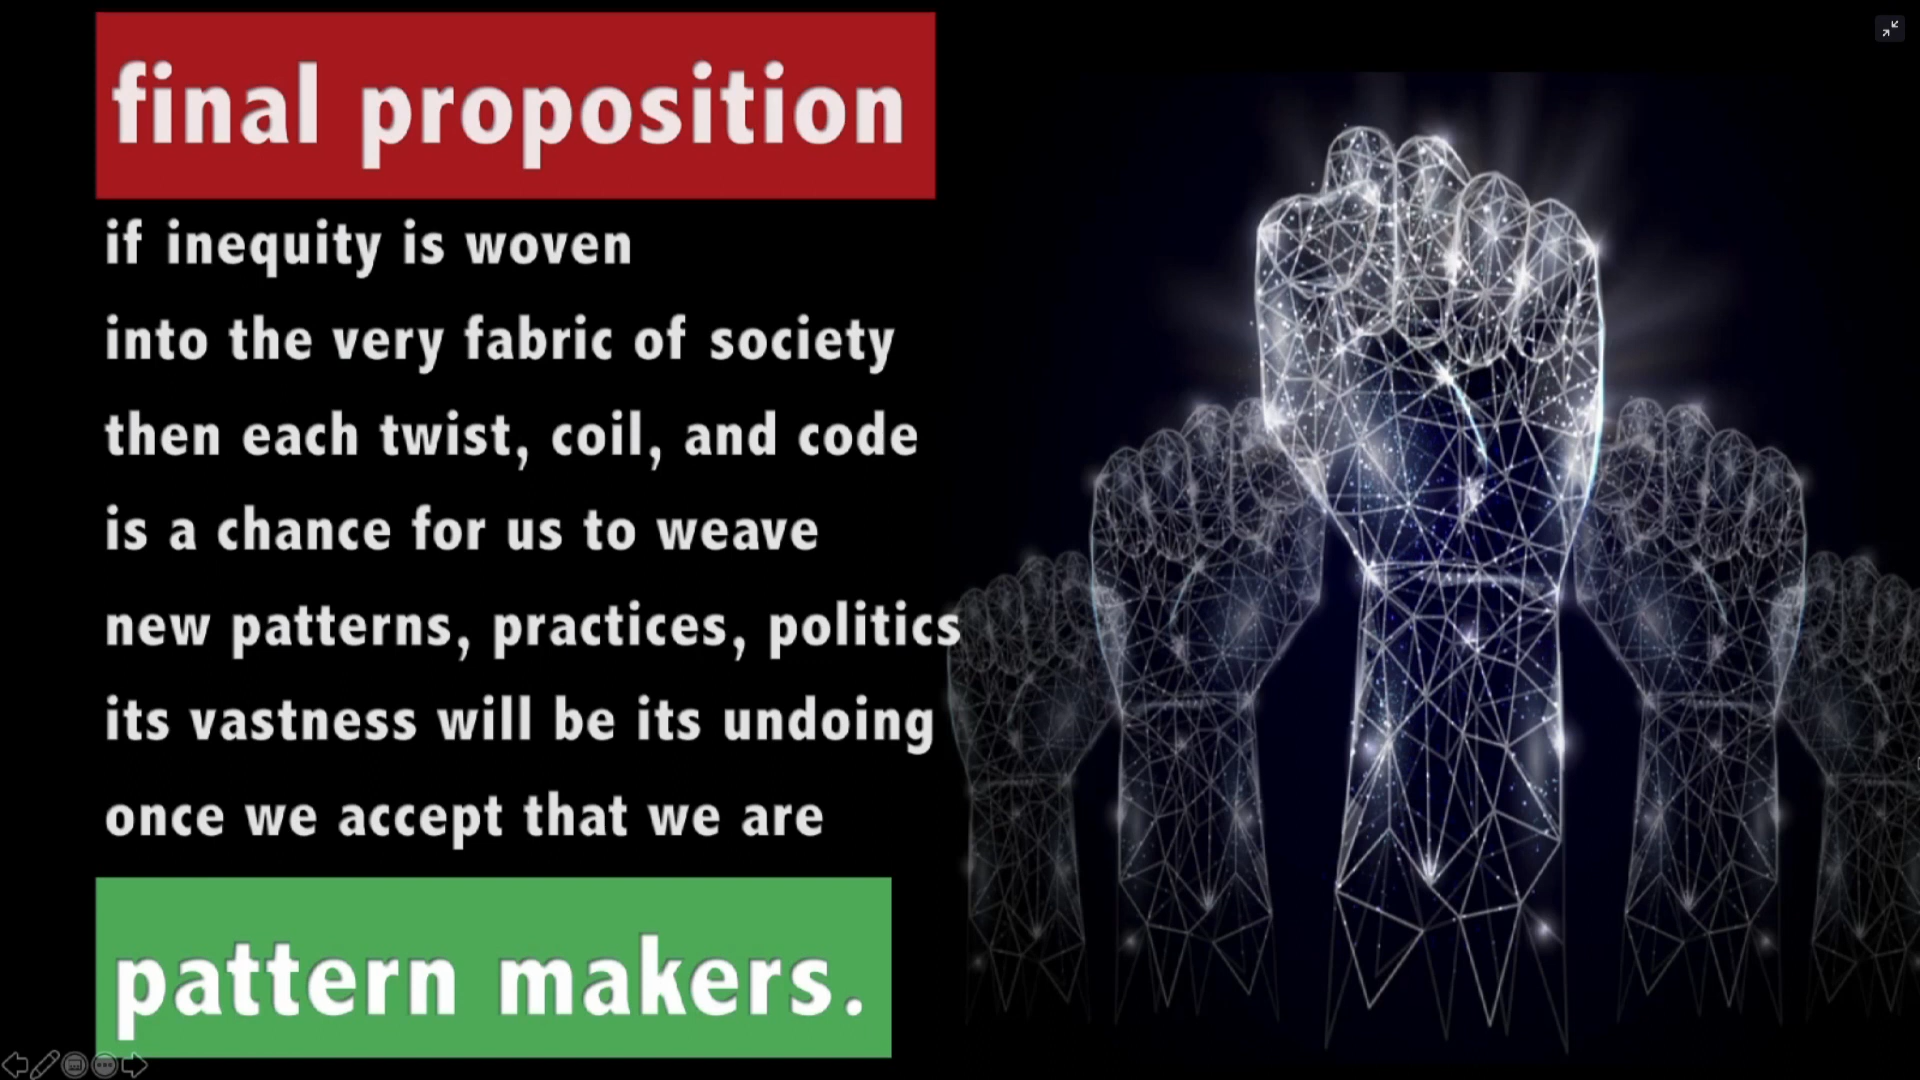 final proposition
if inequity is woven
into the very fabric of society
then each twist, coil, and code
is a chance for us to weave
new patterns, practices, politics
its vastness will be its undoing
once we accept that we are
pattern makers.